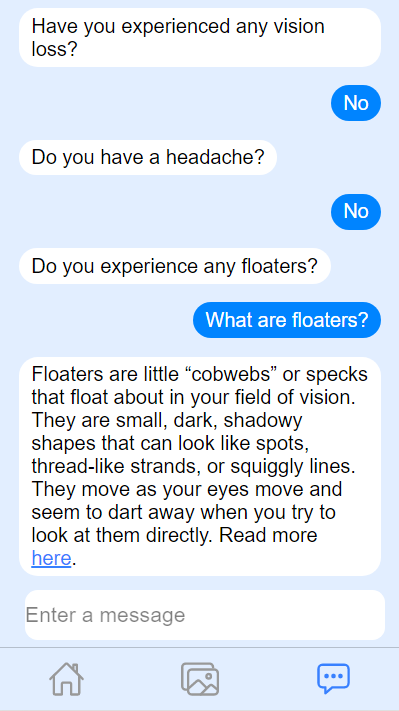 Have you experienced any vision
loss?
No
Do you have a headache?
No
Do you experience any floaters?
What are floaters?
Floaters are little “cobwebs” or specks
that float about in your field of vision.
They are small, dark, shadowy
shapes that can look like spots,
thread-like strands, or squiggly lines.
They move as your eyes move and
seem to dart away when you try to
look at them directly. Read more
here.
Enter a message